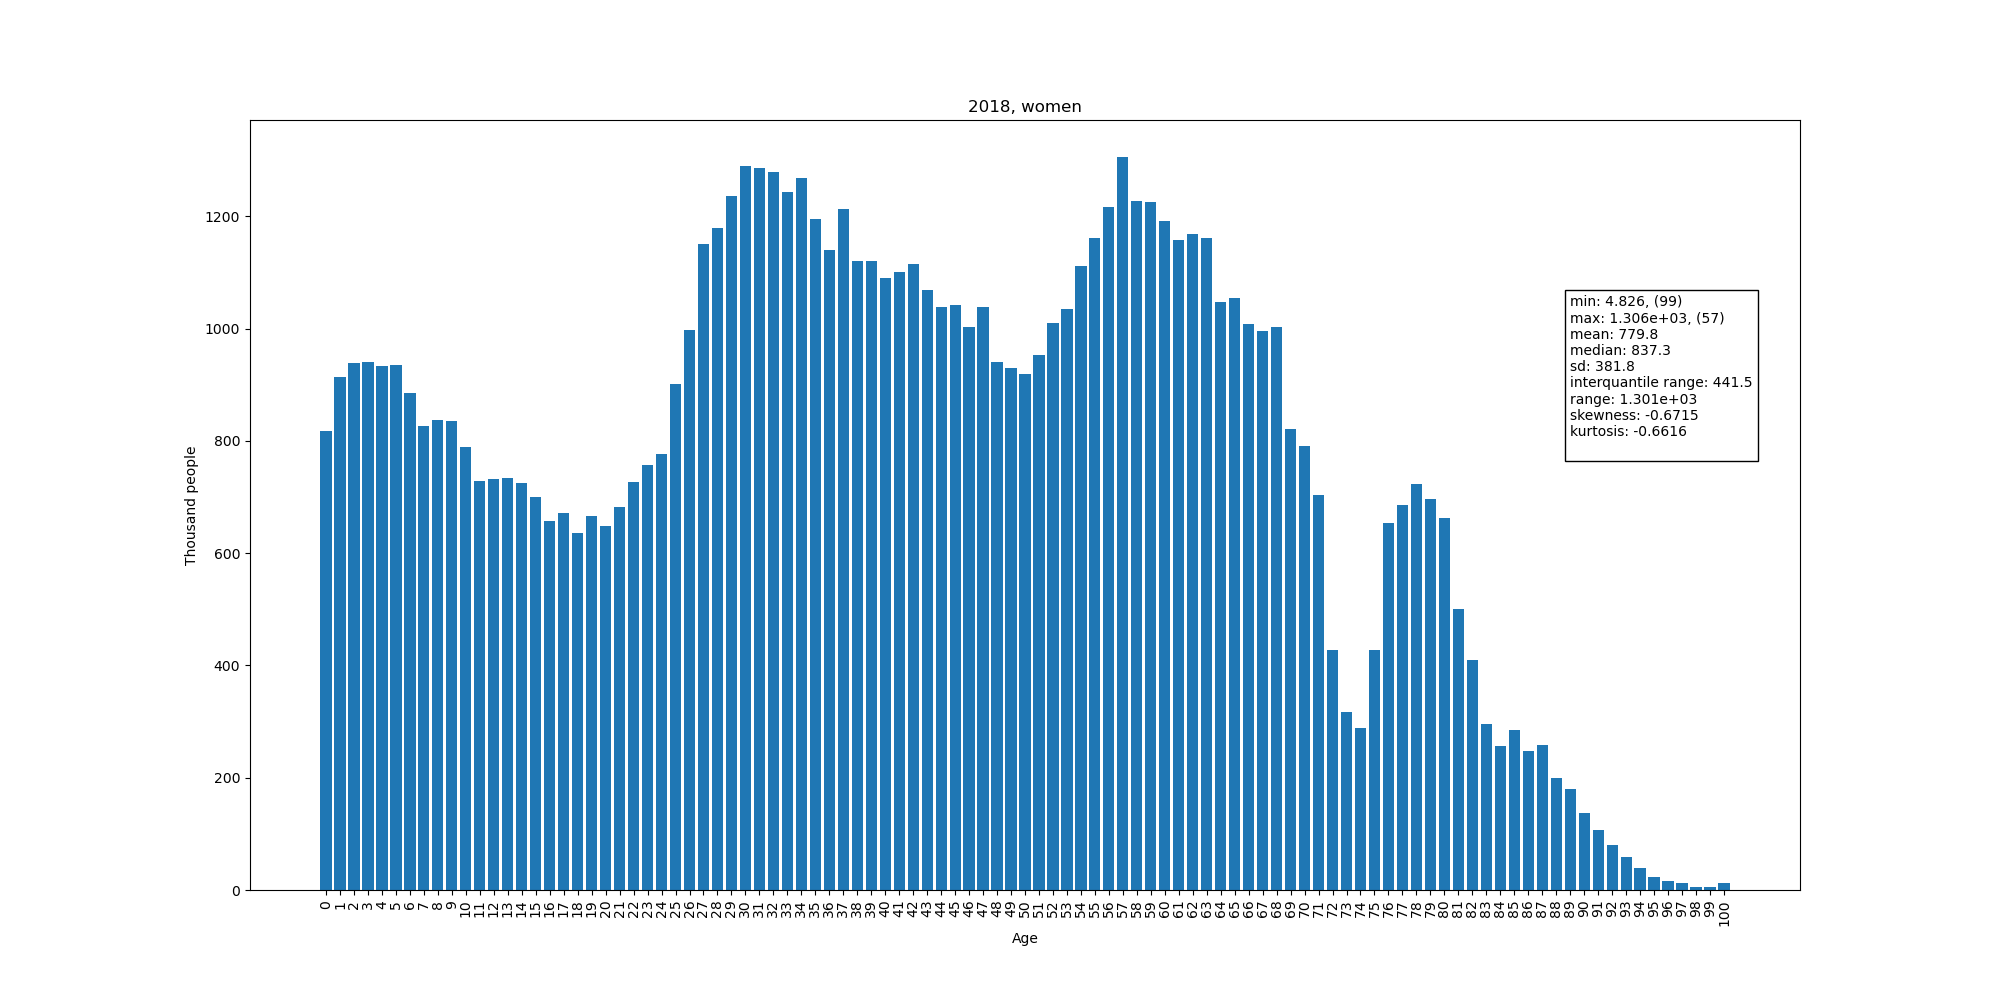 2018, women
1200
1000
800
600
400
200
0
Thousand people
min: 4.826, (99)
max: 1.306e+03, (57)
mean: 779.8
median: 837.3
sd: 381.8
interquantile range: 441.5
range: 1.301e+03
skewness: -0.6715
kurtosis: -0.6616
0 1 2 3 4 5 6 7 8 9 10 11 12 13 14 15 16 17 18 19 20 21 22 23 24 25 26 27 28 29 30 31 32 33 34 35 36 37 38 39 40 41 42 43 44 45 46 47 48 49 50 51 52 53 54 55 56 57 58 59 60 61 62 63 64 65 66 67 68 69 70 71 72 73 74 75 76 77 78 79 80 81 82 83 84 85 86 87 88 89 90 91 92 93 94 95 96 97 98 99 100
Age